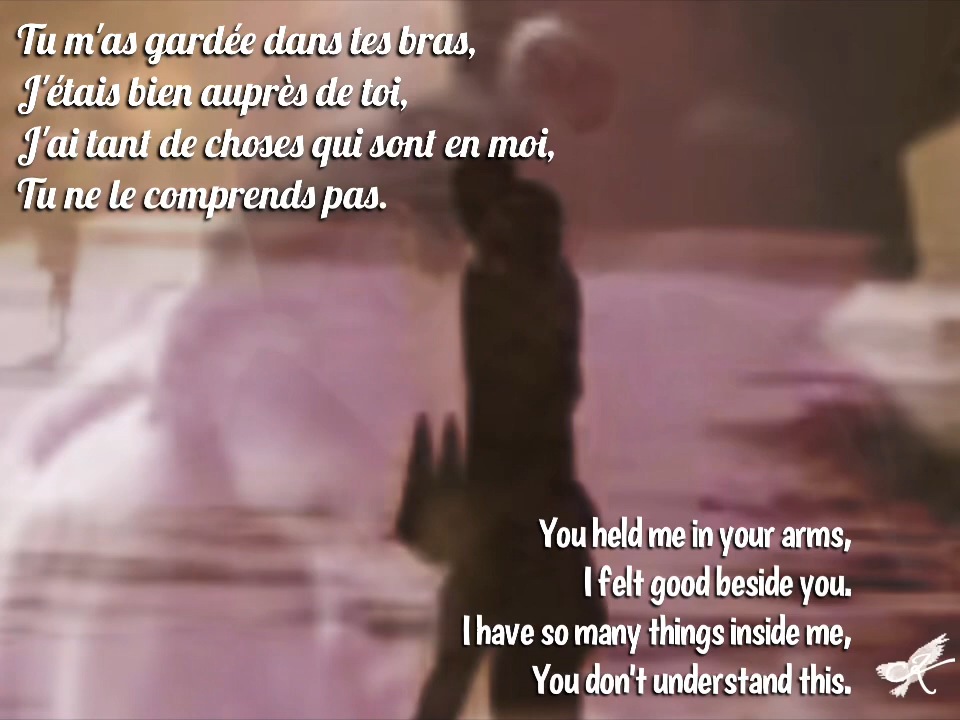 Tu m'as gardée dans tes bras,
J'étais bien auprès de toi,
J'ai tant de choses qui sont en moi,
Tu ne le comprends pas.
You held me in your arms,
I felt good beside you.
I have so many things inside me,
You don't understand this.